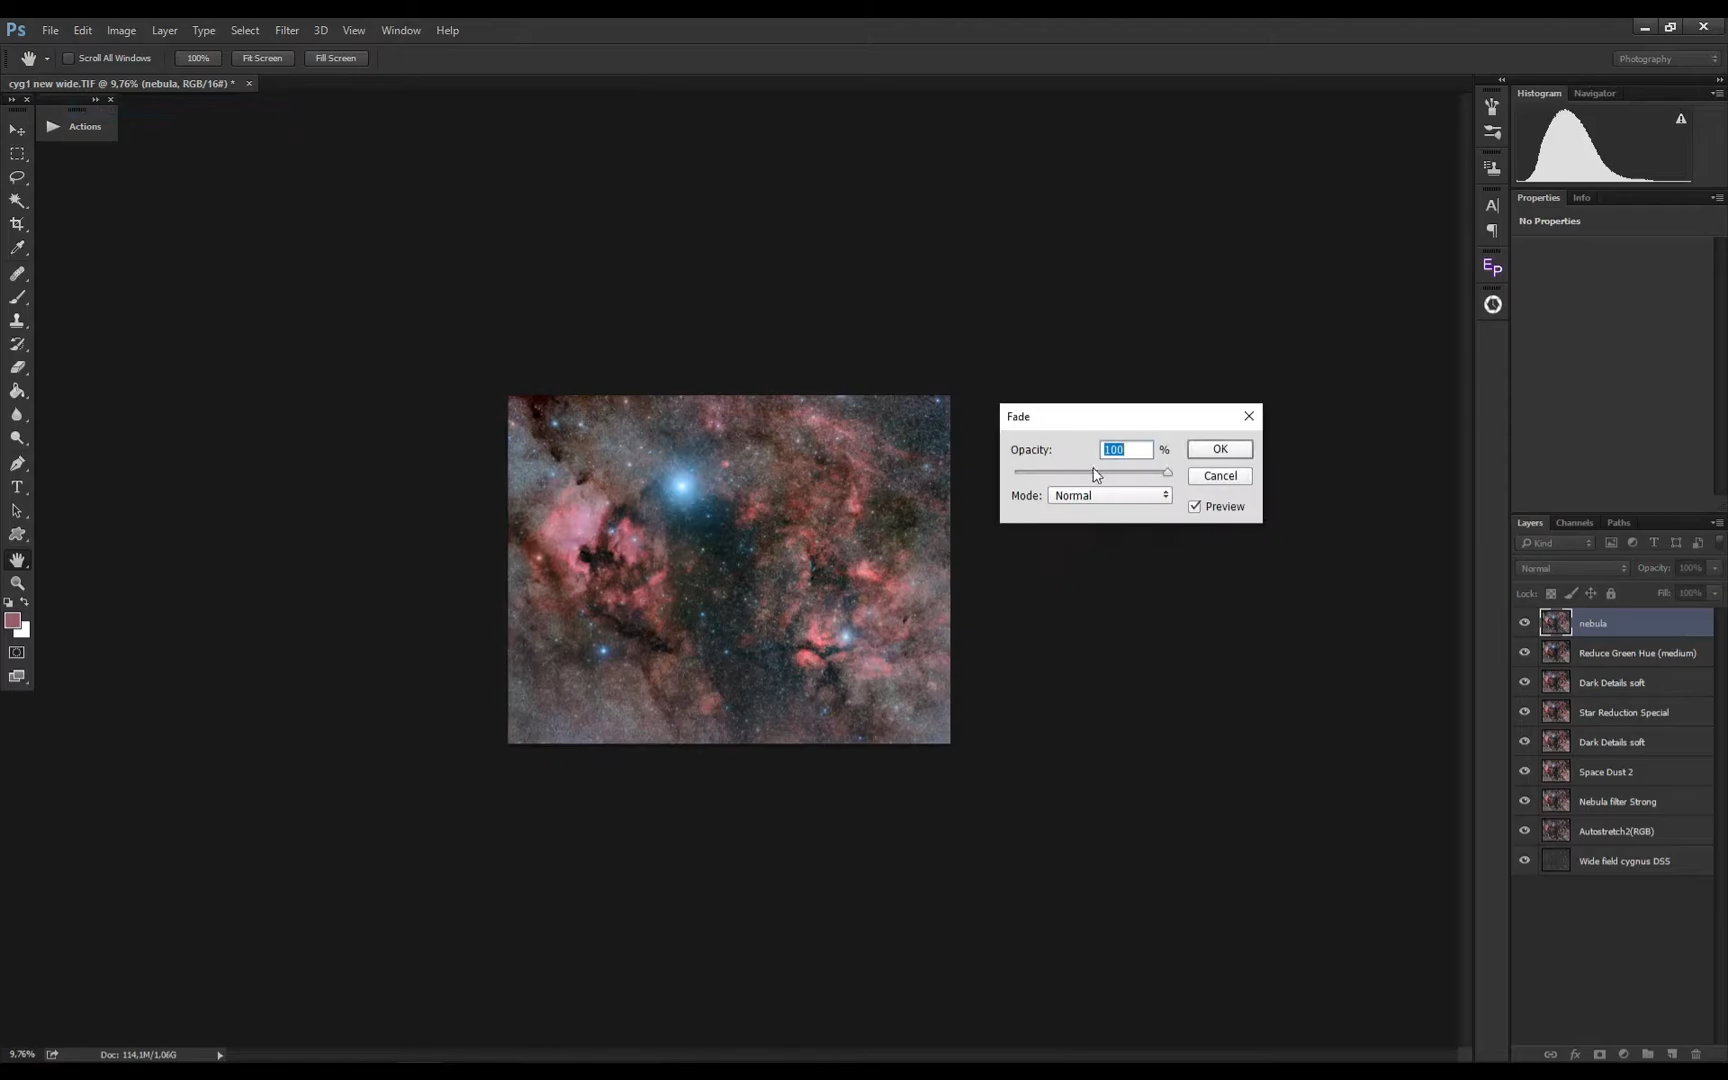 Ps File Edit Image Layer Type Select Filter 3D View Window Help
Scroll All Windows 100% Fit Screen Fill Screen Photography
cyg1 new wide.TIF @ 9,76% (nebula, RGB/16#) * ×
Actions
Histogram Navigator
Properties Info
No Properties
Fade
Opacity: 100 % OK
Cancel
Mode: Normal
Preview
Layers Channels Paths
Kind
Normal Opacity: 100%
Lock: Fill: 100%
nebula
Reduce Green Hue (medium)
Dark Details soft
Star Reduction Special
Dark Details soft
Space Dust 2
Nebula filter Strong
Autostretch2(RGB)
Wide field cygnus DSS
9,76% Doc: 114,1M/1,06G